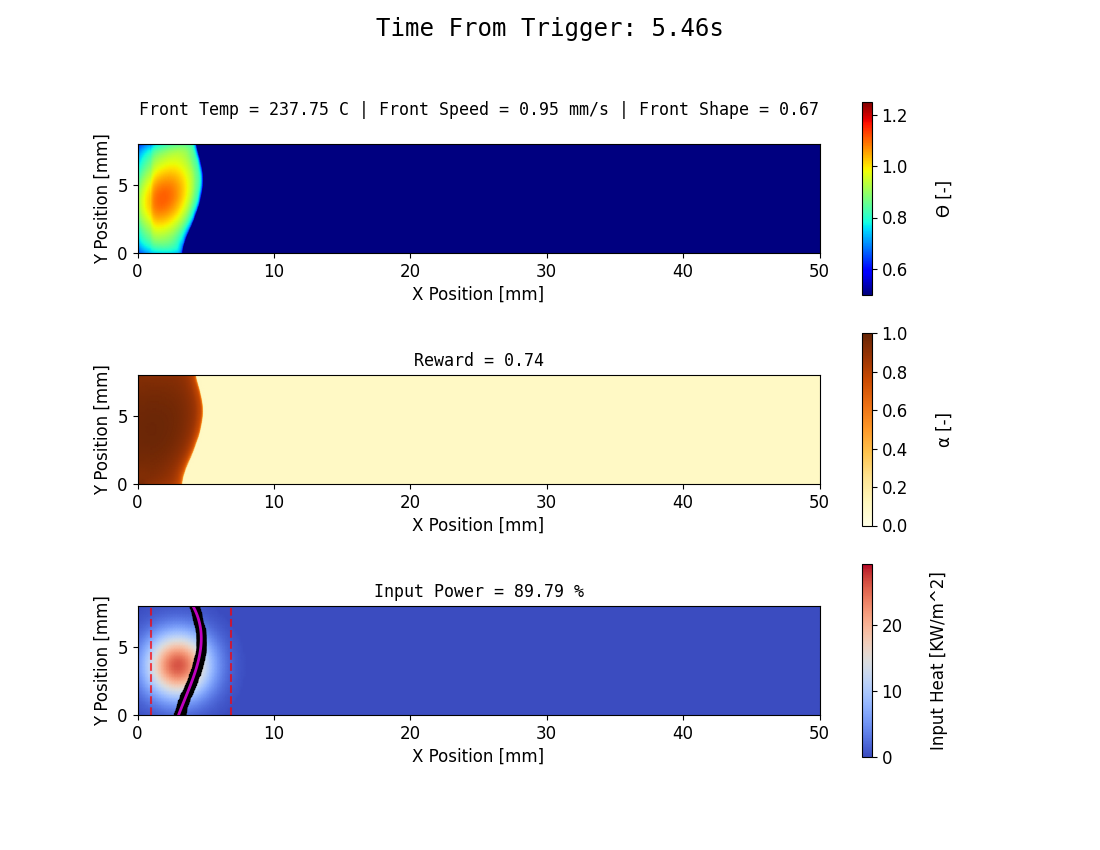 Time From Trigger: 5.46s
Front Temp = 237.75 C | Front Speed = 0.95 mm/s | Front Shape = 0.67
Y Position [mm]
5
0
0 10 20 30 40 50
X Position [mm]
1.2
1.0
0.8
0.6
Θ [-]
Reward = 0.74
Y Position [mm]
5
0
0 10 20 30 40 50
X Position [mm]
1.0
0.8
0.6
0.4
0.2
0.0
α [-]
Input Power = 89.79 %
Y Position [mm]
5
0
0 10 20 30 40 50
X Position [mm]
20
10
0
Input Heat [KW/m^2]